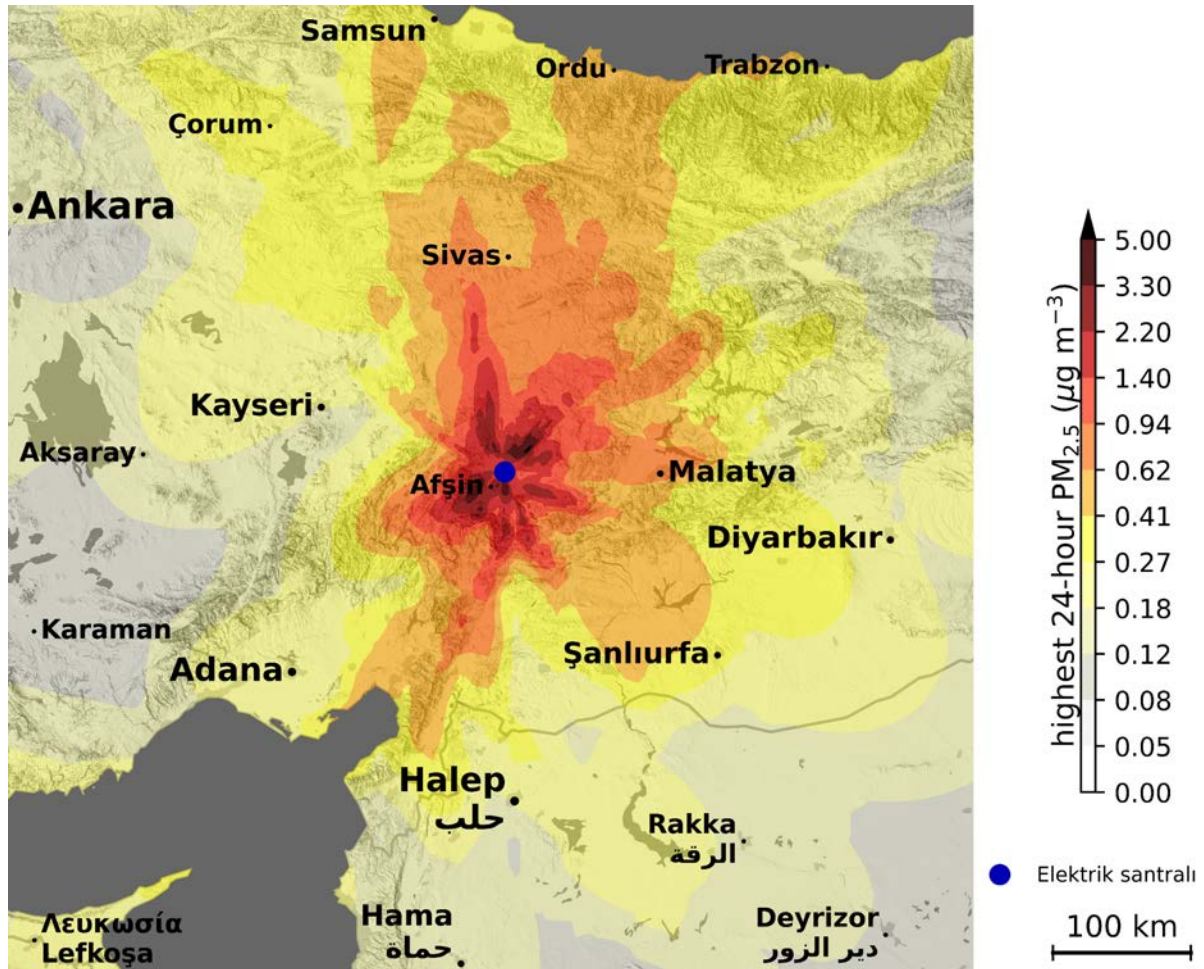 Samsun
Ordu
Trabzon
Çorum
Ankara
Sivas
Kayseri
Aksaray
Afşin
Malatya
Diyarbakır
Karaman
Adana
Şanlıurfa
Halep
حلب
Rakka
الرقة
Λευκωσία
Lefkoşa
Hama
حماة
Deyrizor
دير الزور
highest 24-hour PM₂.₅ (μg m⁻³)
5.00
3.30
2.20
1.40
0.94
0.62
0.41
0.27
0.18
0.12
0.08
0.05
0.00
Elektrik santralı
100 km